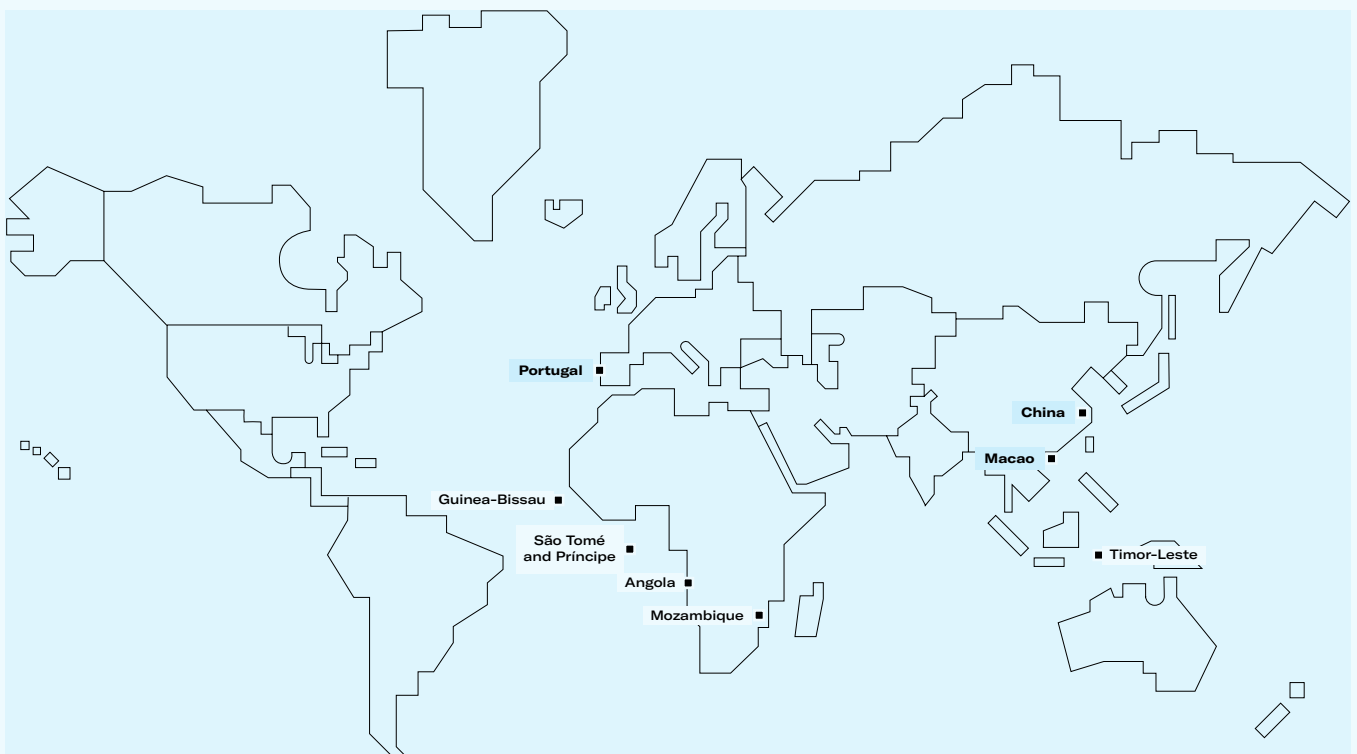 Portugal
China
Macao
Guinea-Bissau
São Tomé
and Príncipe
Timor-Leste
Angola
Mozambique